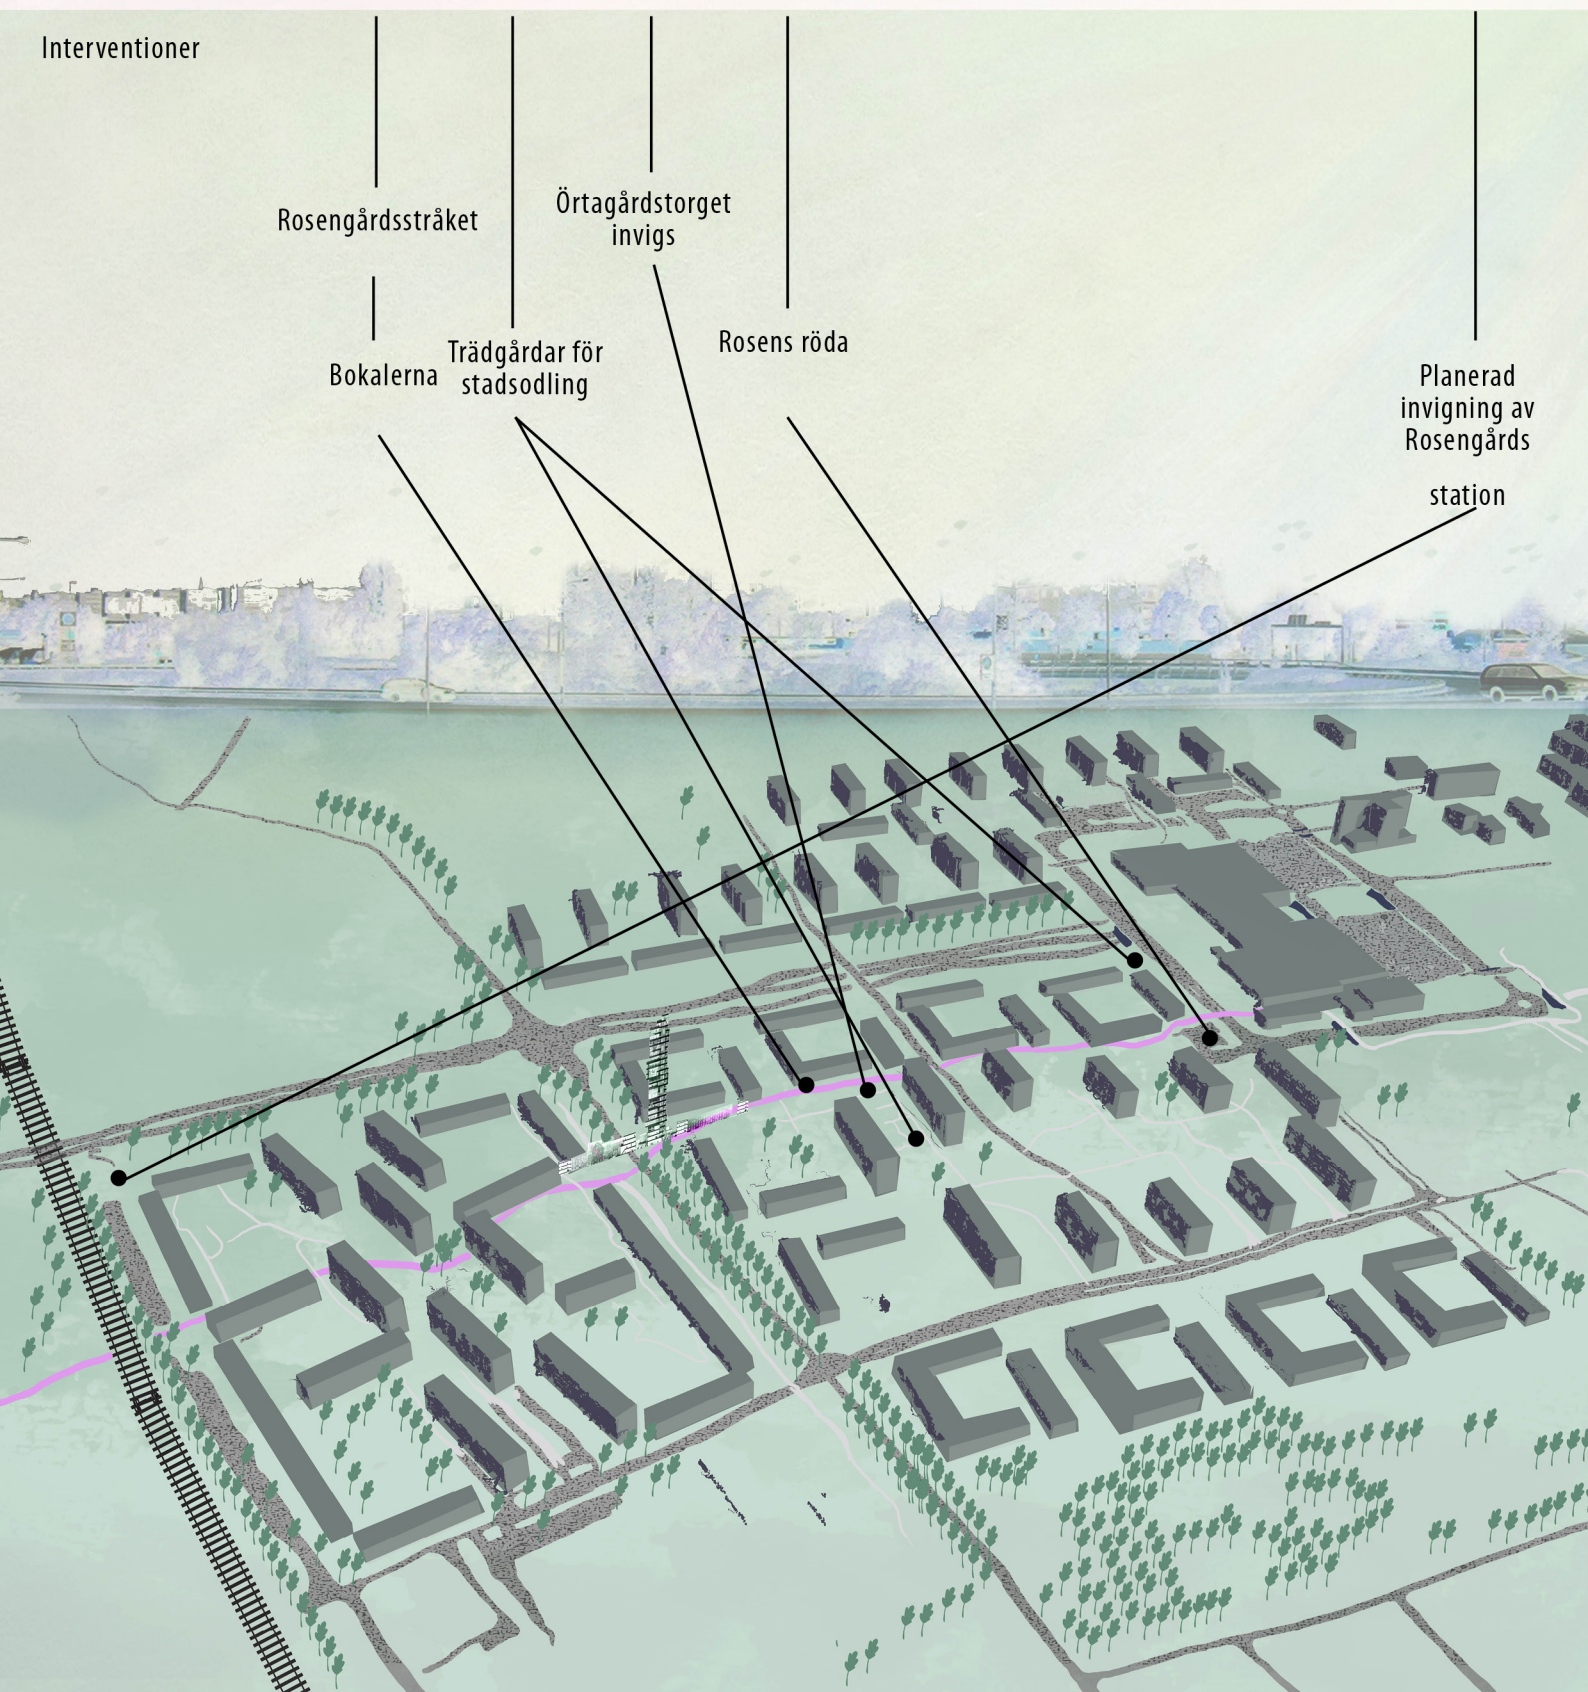 Interventioner
Rosengårdsstråket
Örtagårdstorget
invigs
Bokalerna
Trädgårdar för
stadsodling
Rosens röda
Planerad
invigning av
Rosengårds
station